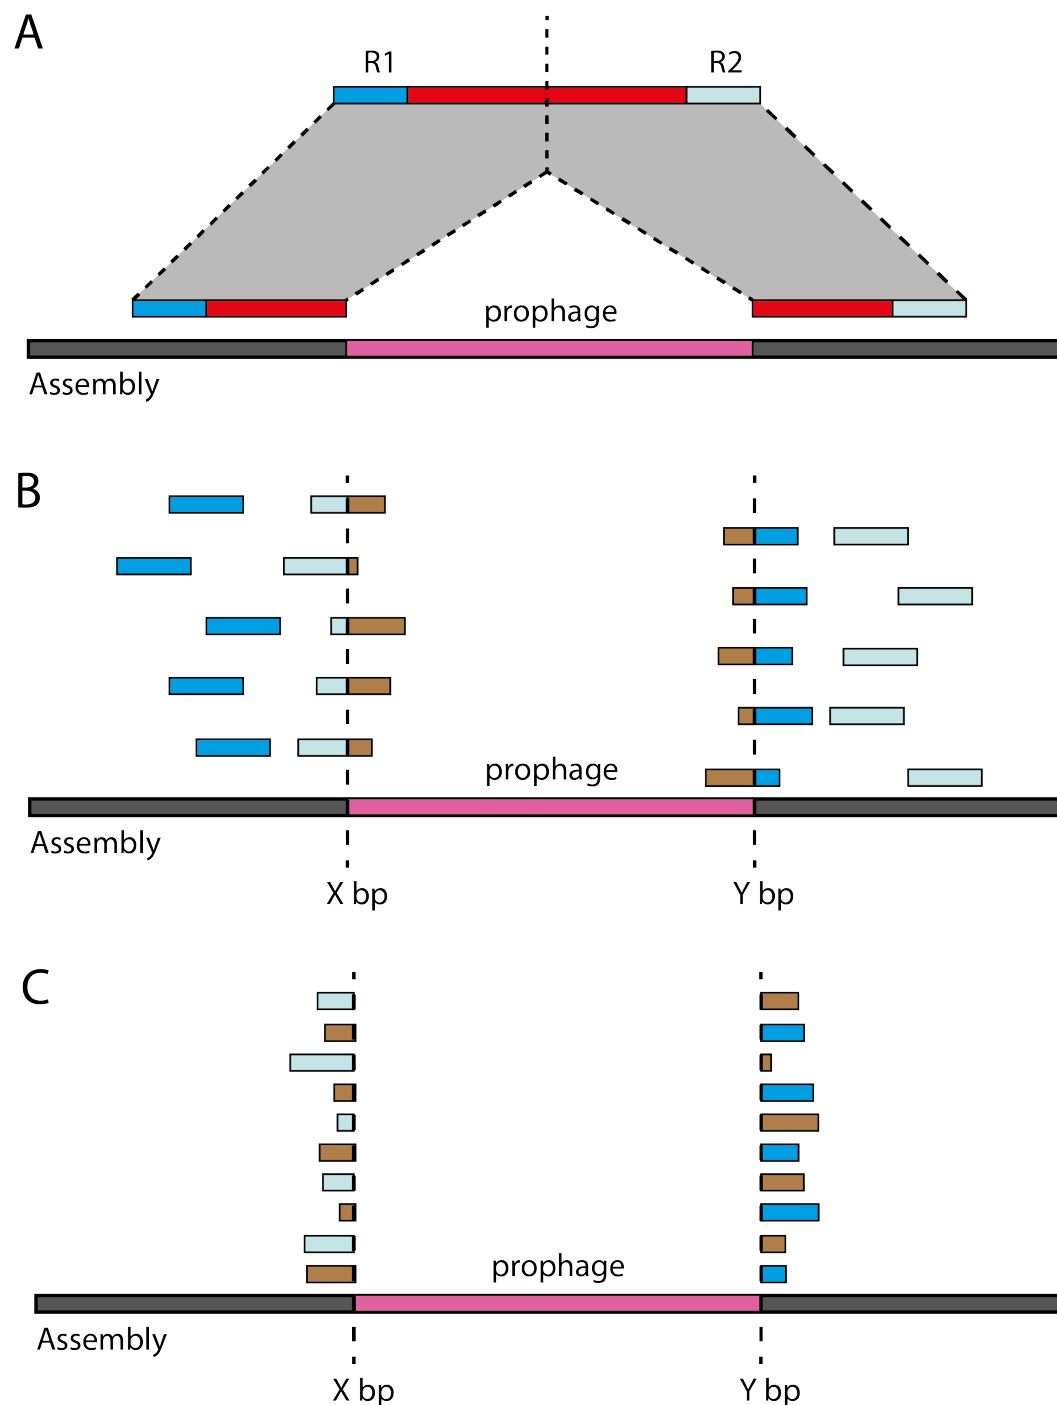 A
R1 R2
prophage
Assembly
B
prophage
Assembly
X bp Y bp
C
prophage
Assembly
X bp Y bp